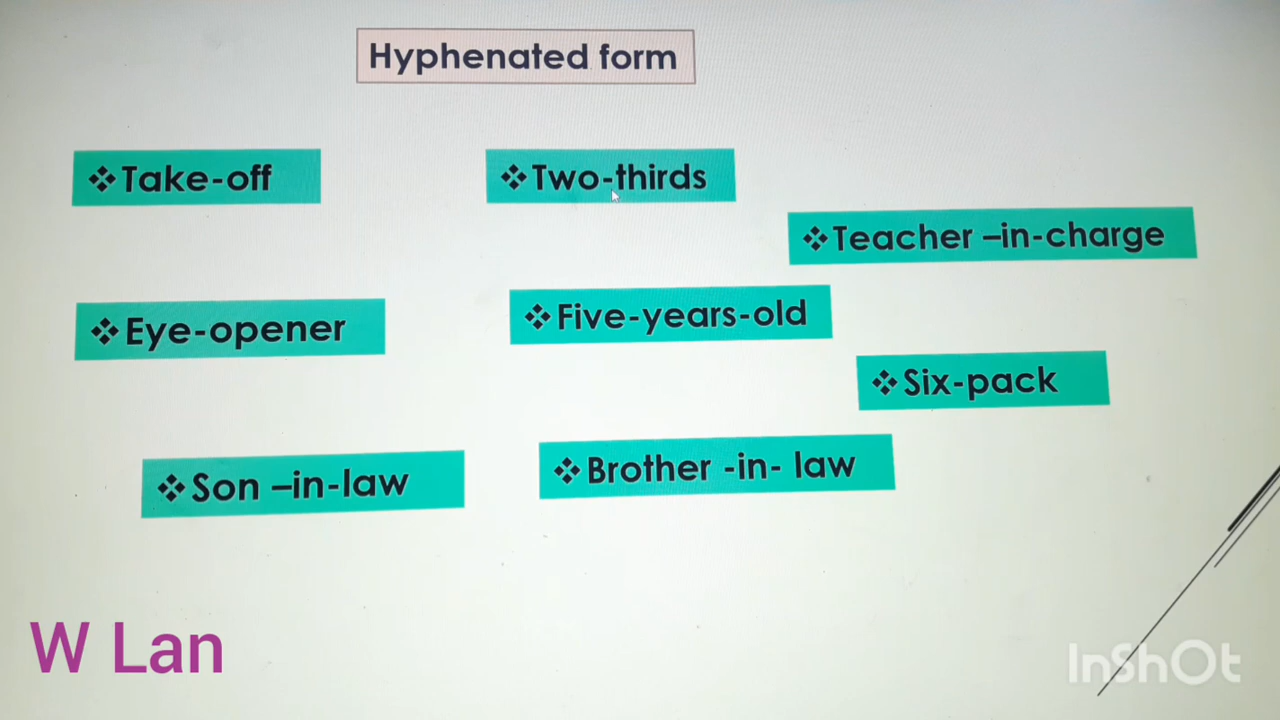 Hyphenated form
❖Take-off
❖Two-thirds
❖Teacher –in-charge
❖Eye-opener
❖Five-years-old
❖Six-pack
❖Son –in-law
❖Brother -in- law
W Lan
InShOt